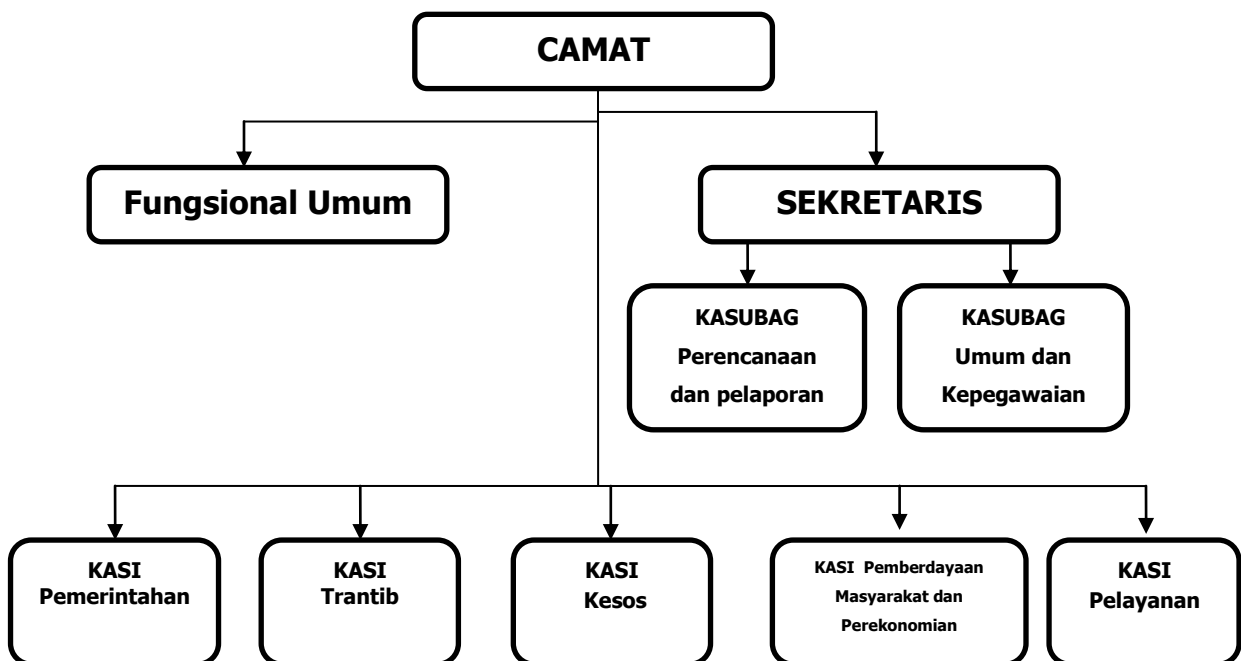 CAMAT
Fungsional Umum
SEKRETARIS
KASUBAG
Perencanaan
dan pelaporan
KASUBAG
Umum dan
Kepegawaian
KASI
Pemerintahan
KASI
Trantib
KASI
Kesos
KASI Pemberdayaan
Masyarakat dan
Perekonomian
KASI
Pelayanan